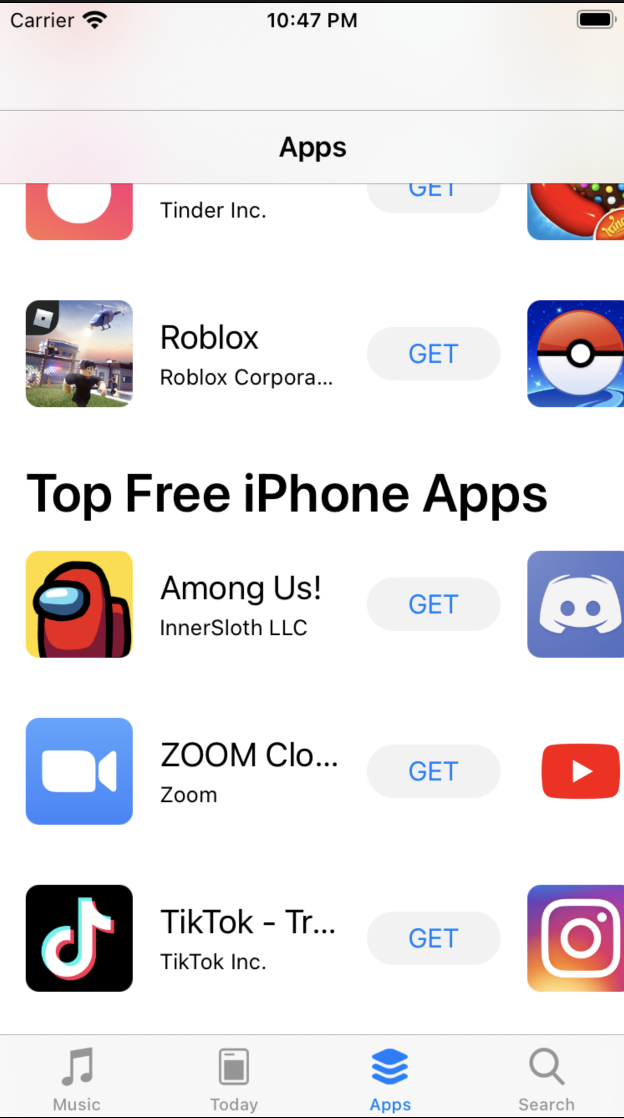 Carrier 10:47 PM
Apps
GET
Tinder Inc.
Roblox
GET
Roblox Corpora...
Top Free iPhone Apps
Among Us!
GET
InnerSloth LLC
ZOOM Clo...
GET
Zoom
TikTok - Tr...
GET
TikTok Inc.
Music Today Apps Search